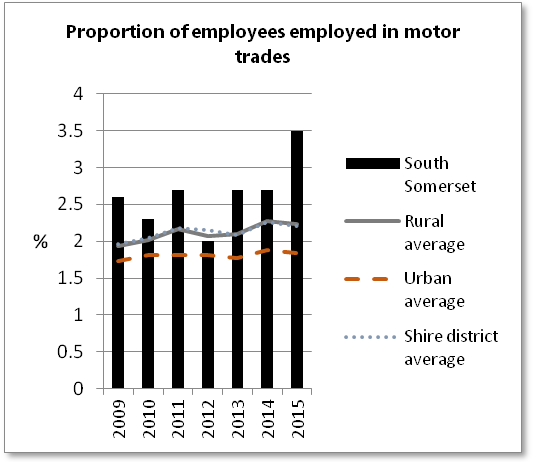 Proportion of employees employed in motor
trades
4
3.5
3
2.5
2
1.5
1
0.5
0
%
2009
2010
2011
2012
2013
2014
2015
South
Somerset
Rural
average
Urban
average
Shire district
average